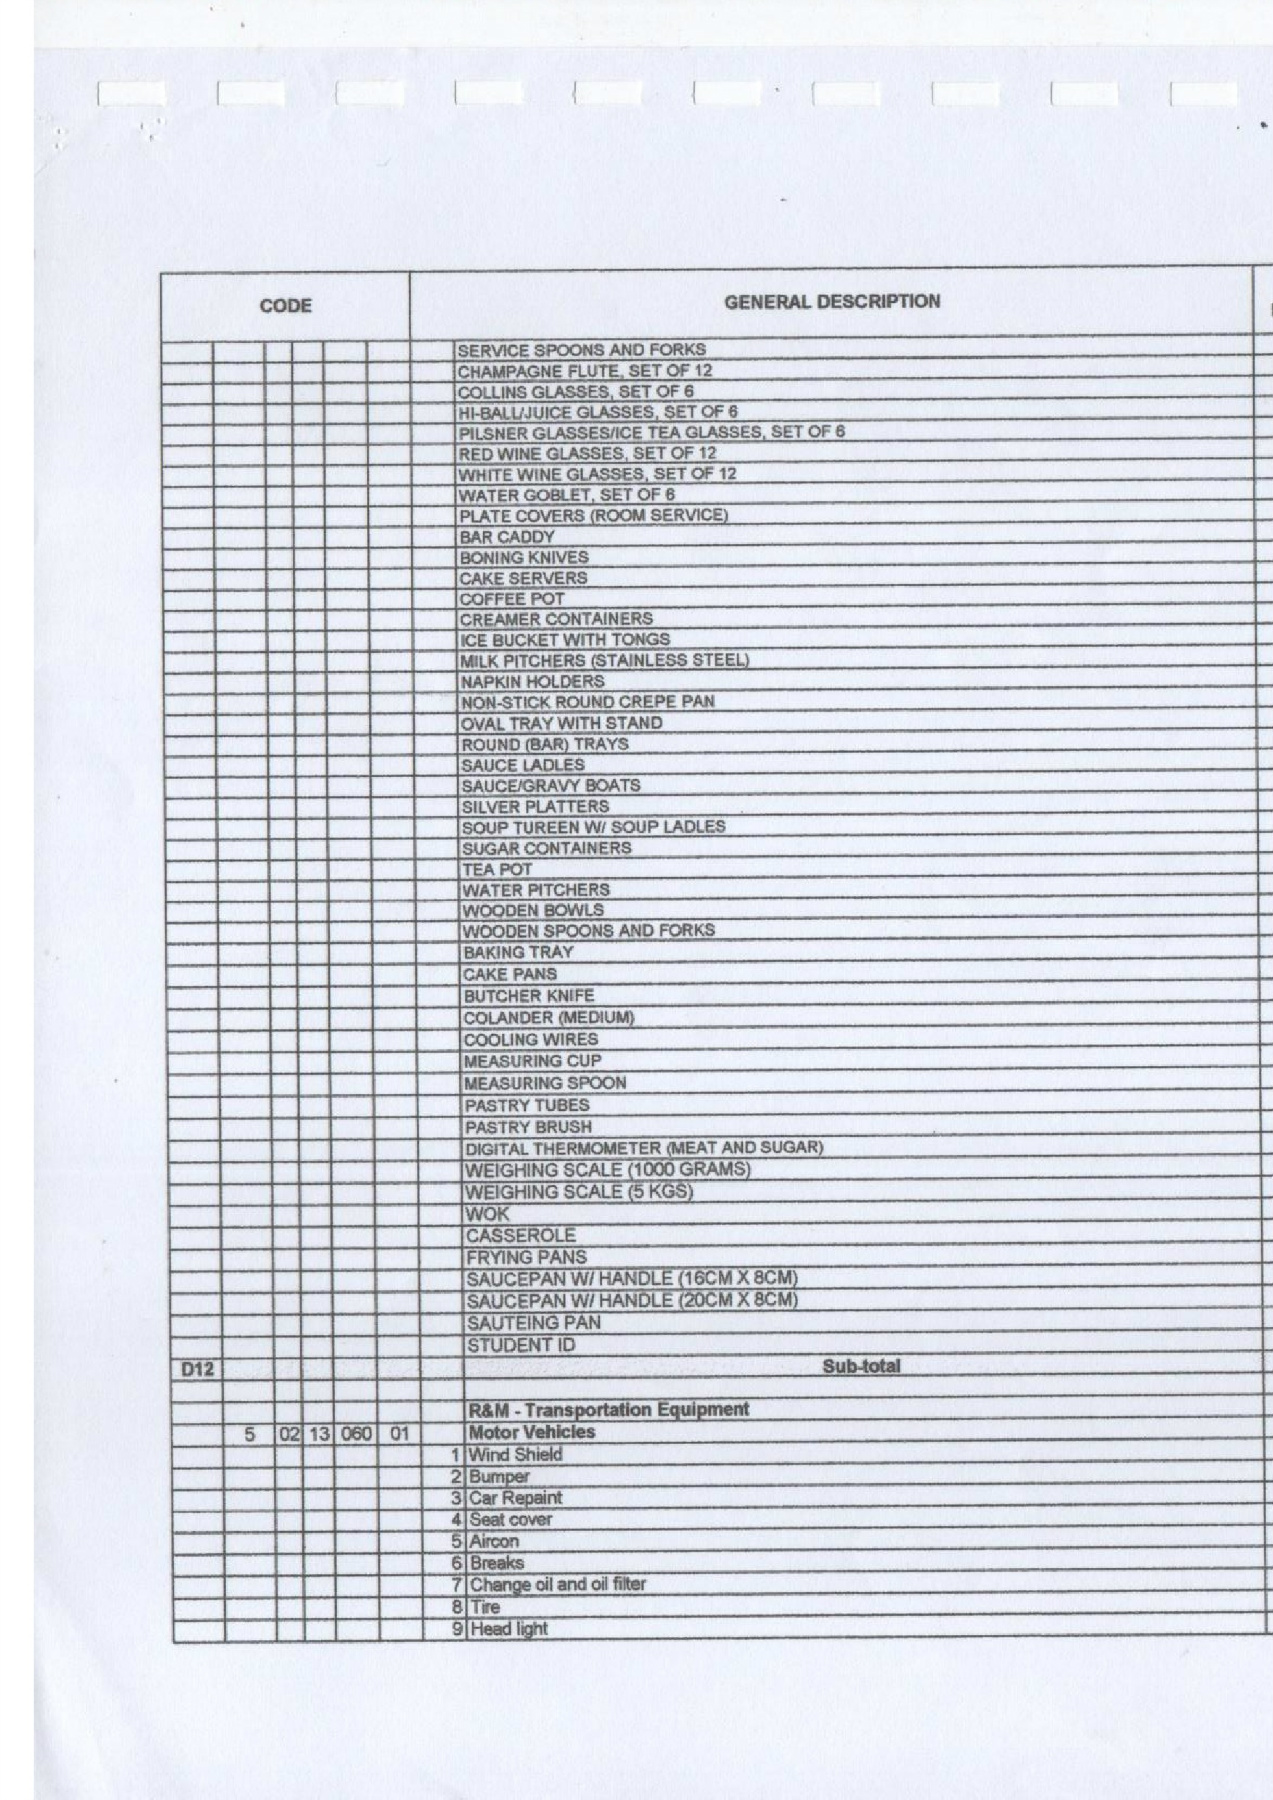 CODE GENERAL DESCRIPTION
SERVICE SPOONS AND FORKS
CHAMPAGNE FLUTE, SET OF 12
COLLINS GLASSES, SET OF 6
HI-BALL/JUICE GLASSES, SET OF 6
PILSNER GLASSES/ICE TEA GLASSES, SET OF 6
RED WINE GLASSES, SET OF 12
WHITE WINE GLASSES, SET OF 12
WATER GOBLET, SET OF 6
PLATE COVERS (ROOM SERVICE)
BAR CADDY
BONING KNIVES
CAKE SERVERS
COFFEE POT
CREAMER CONTAINERS
ICE BUCKET WITH TONGS
MILK PITCHERS (STAINLESS STEEL)
NAPKIN HOLDERS
NON-STICK ROUND CREPE PAN
OVAL TRAY WITH STAND
ROUND (BAR) TRAYS
SAUCE LADLES
SAUCE/GRAVY BOATS
SILVER PLATTERS
SOUP TUREEN W/ SOUP LADLES
SUGAR CONTAINERS
TEA POT
WATER PITCHERS
WOODEN BOWLS
WOODEN SPOONS AND FORKS
BAKING TRAY
CAKE PANS
BUTCHER KNIFE
COLANDER (MEDIUM)
COOLING WIRES
MEASURING CUP
MEASURING SPOON
PASTRY TUBES
PASTRY BRUSH
DIGITAL THERMOMETER (MEAT AND SUGAR)
WEIGHING SCALE (1000 GRAMS)
WEIGHING SCALE (5 KGS)
WOK
CASSEROLE
FRYING PANS
SAUCEPAN W/ HANDLE (16CM X 8CM)
SAUCEPAN W/ HANDLE (20CM X 8CM)
SAUTEING PAN
STUDENT ID
D12 Sub-total
R&M - Transportation Equipment
5 02 13 060 01 Motor Vehicles
1 Wind Shield
2 Bumper
3 Car Repaint
4 Seat cover
5 Aircon
6 Breaks
7 Change oil and oil filter
8 Tire
9 Head light